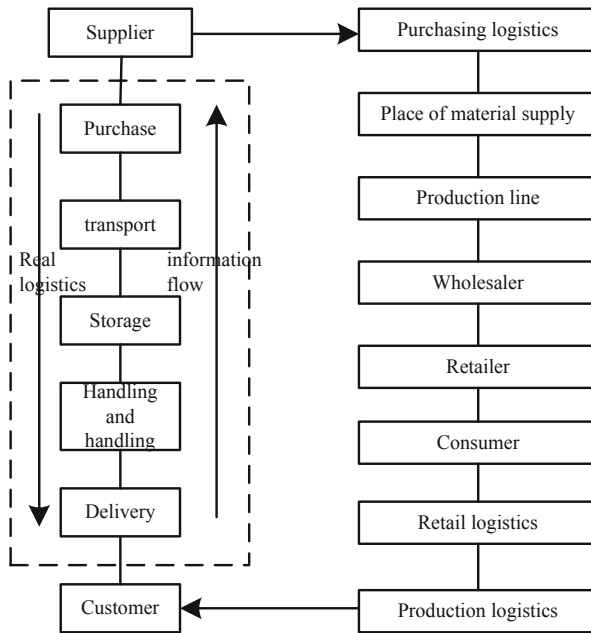 Supplier
Purchasing logistics
Purchase
Place of material supply
transport
Production line
Real
logistics
information
flow
Wholesaler
Storage
Retailer
Handling
and
handling
Consumer
Delivery
Retail logistics
Customer
Production logistics